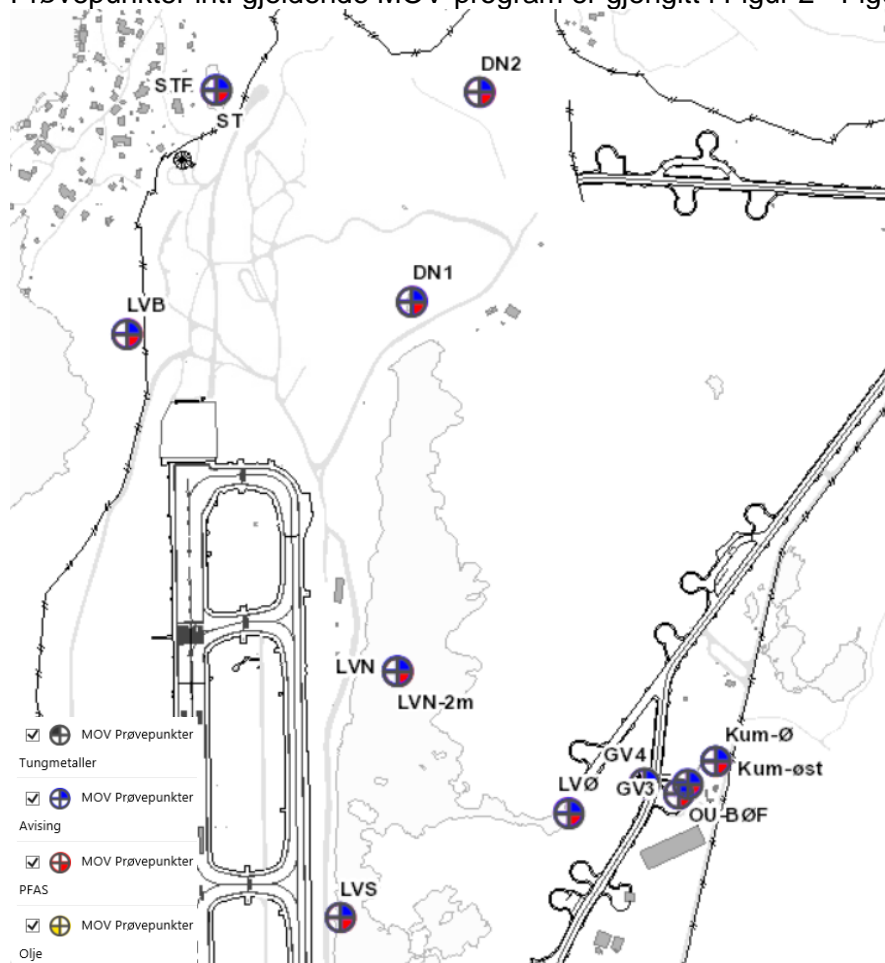 Prøvepunkter iht. gjeldende MOV-program er gjengitt i Figur 2 - Figu
STF
ST
DN2
DN1
LVB
LVN
LVN-2m
Kum-Ø
Kum-øst
GV4
GV3
LVØ
OU-BØF
LVS
MOV Prøvepunkter
Tungmetaller
MOV Prøvepunkter
Avising
MOV Prøvepunkter
PFAS
MOV Prøvepunkter
Olje